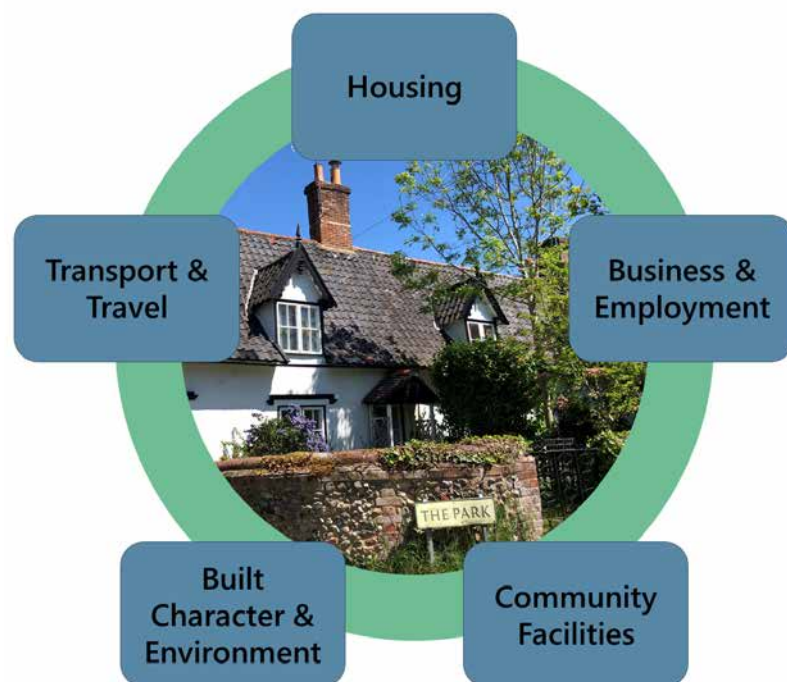 Housing
Transport &
Travel
Business &
Employment
THE PARK
Built
Character &
Environment
Community
Facilities